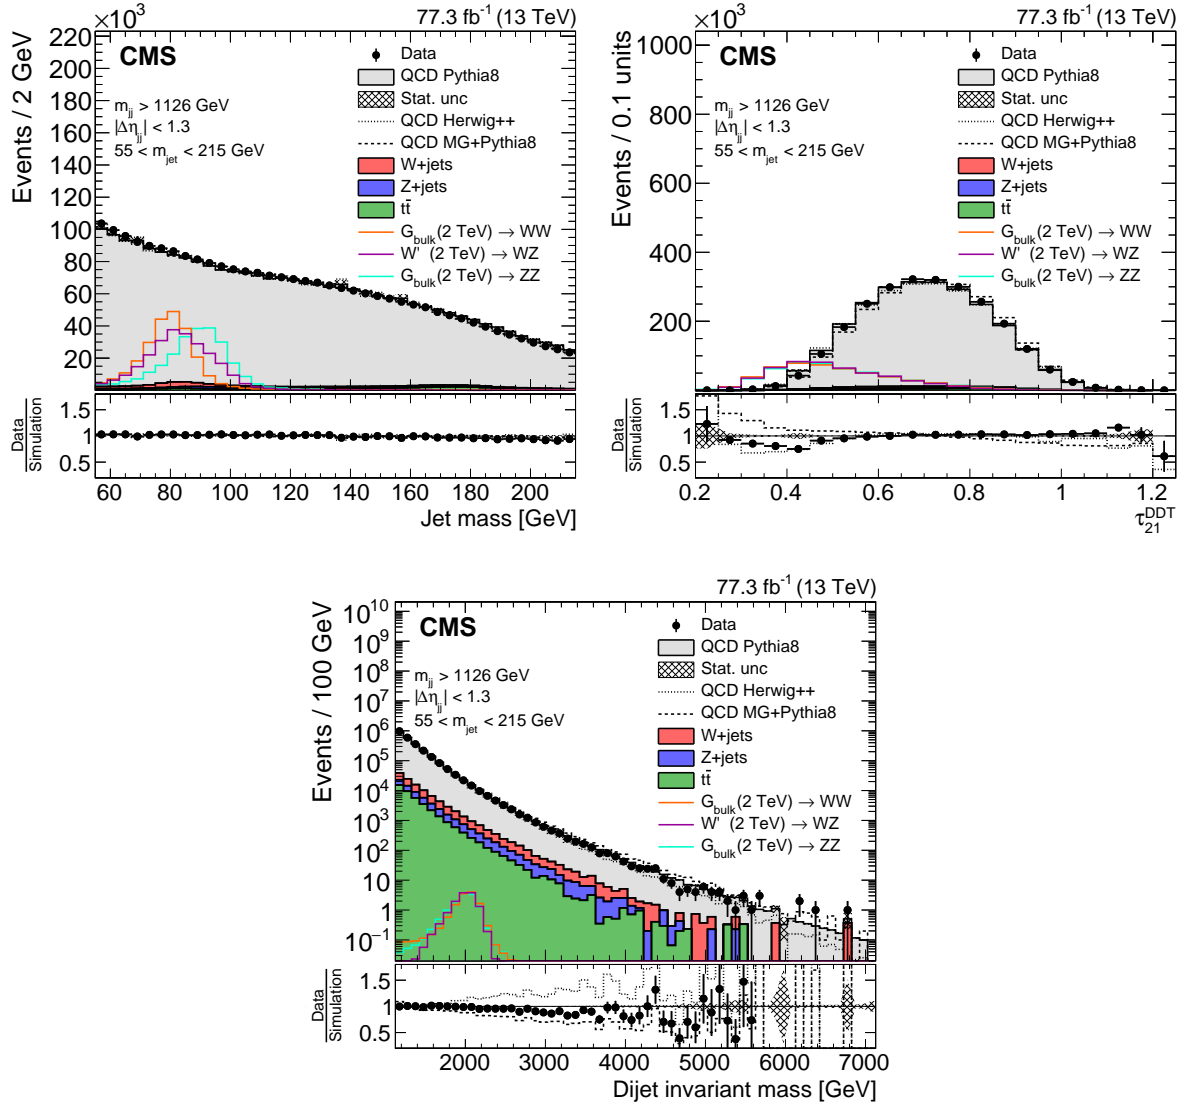 ×10³
77.3 fb⁻¹ (13 TeV)
CMS
Events / 2 GeV
220
200
180
160
140
120
100
80
60
40
20
m_jj > 1126 GeV
|Δη_jj| < 1.3
55 < m_jet < 215 GeV
Data
QCD Pythia8
Stat. unc
QCD Herwig++
QCD MG+Pythia8
W+jets
Z+jets
tt̄
G_bulk(2 TeV) → WW
W' (2 TeV) → WZ
G_bulk(2 TeV) → ZZ
Data
Simulation
1.5
1
0.5
60 80 100 120 140 160 180 200
Jet mass [GeV]
×10³
77.3 fb⁻¹ (13 TeV)
CMS
Events / 0.1 units
1000
800
600
400
200
m_jj > 1126 GeV
|Δη_jj| < 1.3
55 < m_jet < 215 GeV
Data
QCD Pythia8
Stat. unc
QCD Herwig++
QCD MG+Pythia8
W+jets
Z+jets
tt̄
G_bulk(2 TeV) → WW
W' (2 TeV) → WZ
G_bulk(2 TeV) → ZZ
Data
Simulation
1.5
1
0.5
0.2 0.4 0.6 0.8 1 1.2
τ₂₁^DDT
77.3 fb⁻¹ (13 TeV)
CMS
Events / 100 GeV
10¹⁰
10⁹
10⁸
10⁷
10⁶
10⁵
10⁴
10³
10²
10
1
10⁻¹
m_jj > 1126 GeV
|Δη_jj| < 1.3
55 < m_jet < 215 GeV
Data
QCD Pythia8
Stat. unc
QCD Herwig++
QCD MG+Pythia8
W+jets
Z+jets
tt̄
G_bulk(2 TeV) → WW
W' (2 TeV) → WZ
G_bulk(2 TeV) → ZZ
Data
Simulation
1.5
1
0.5
2000 3000 4000 5000 6000 7000
Dijet invariant mass [GeV]